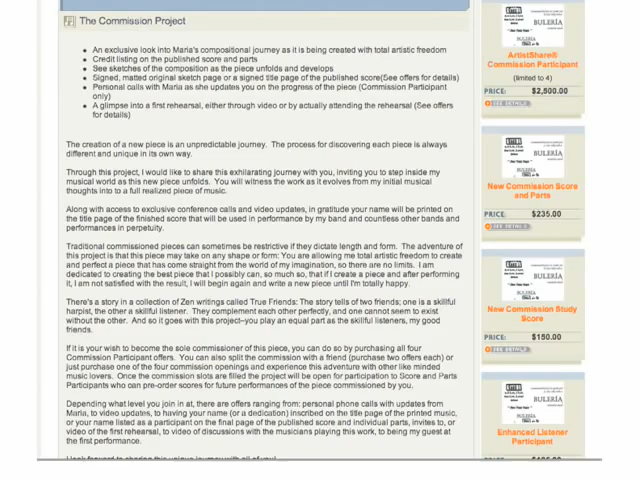 The Commission Project
An exclusive look into Maria's compositional journey as it is being created with total artistic freedom
Credit listing on the published score and parts
See sketches of the composition as the piece unfolds and develops
Signed, matted original sketch page or a signed title page of the published score(See offers for details)
Personal calls with Maria as she updates you on the progress of the piece (Commission Participant
only)
A glimpse into a first rehearsal, either through video or by actually attending the rehearsal (See offers
for details)
The creation of a new piece is an unpredictable journey. The process for discovering each piece is always
different and unique in its own way.
Through this project, I would like to share this exhilarating journey with you, inviting you to step inside my
musical world as this new piece unfolds. You will witness the work as it evolves from my initial musical
thoughts into to a full realized piece of music.
Along with access to exclusive conference calls and video updates, in gratitude your name will be printed on
the title page of the finished score that will be used in performance by my band and countless other bands and
performances in perpetuity.
Traditional commissioned pieces can sometimes be restrictive if they dictate length and form. The adventure of
this project is that this piece may take on any shape or form: You are allowing me total artistic freedom to create
and perfect a piece that has come straight from the world of my imagination, so there are no limits. I am
dedicated to creating the best piece that I possibly can, so much so, that if I create a piece and after performing
it, I am not satisfied with the result, I will begin again and write a new piece until I'm totally happy.
There's a story in a collection of Zen writings called True Friends: The story tells of two friends; one is a skillful
harpist, the other a skillful listener. They complement each other perfectly, and one cannot seem to exist
without the other. And so it goes with this project--you play an equal part as the skillful listeners, my good
friends.
If it is your wish to become the sole commissioner of this piece, you can do so by purchasing all four
Commission Participant offers. You can also split the commission with a friend (purchase two offers each) or
just purchase one of the four commission openings and experience this adventure with other like minded
music lovers. Once the commission slots are filled the project will be open for participation to Score and Parts
Participants who can pre-order scores for future performances of the piece commissioned by you.
Depending what level you join in at, there are offers ranging from: personal phone calls with updates from
Maria, to video updates, to having your name (or a dedication) inscribed on the title page of the printed music,
or your name listed as a participant on the final page of the published score and individual parts, invites to, or
video of the first rehearsal, to video of discussions with the musicians playing this work, to being my guest at
the first performance.
BULERÍA
ArtistShare®
Commission Participant
(limited to 4)
PRICE: $2,500.00
SEE DETAILS
BULERÍA
New Commission Score
and Parts
PRICE: $235.00
SEE DETAILS
BULERÍA
New Commission Study
Score
PRICE: $150.00
SEE DETAILS
BULERÍA
Enhanced Listener
Participant